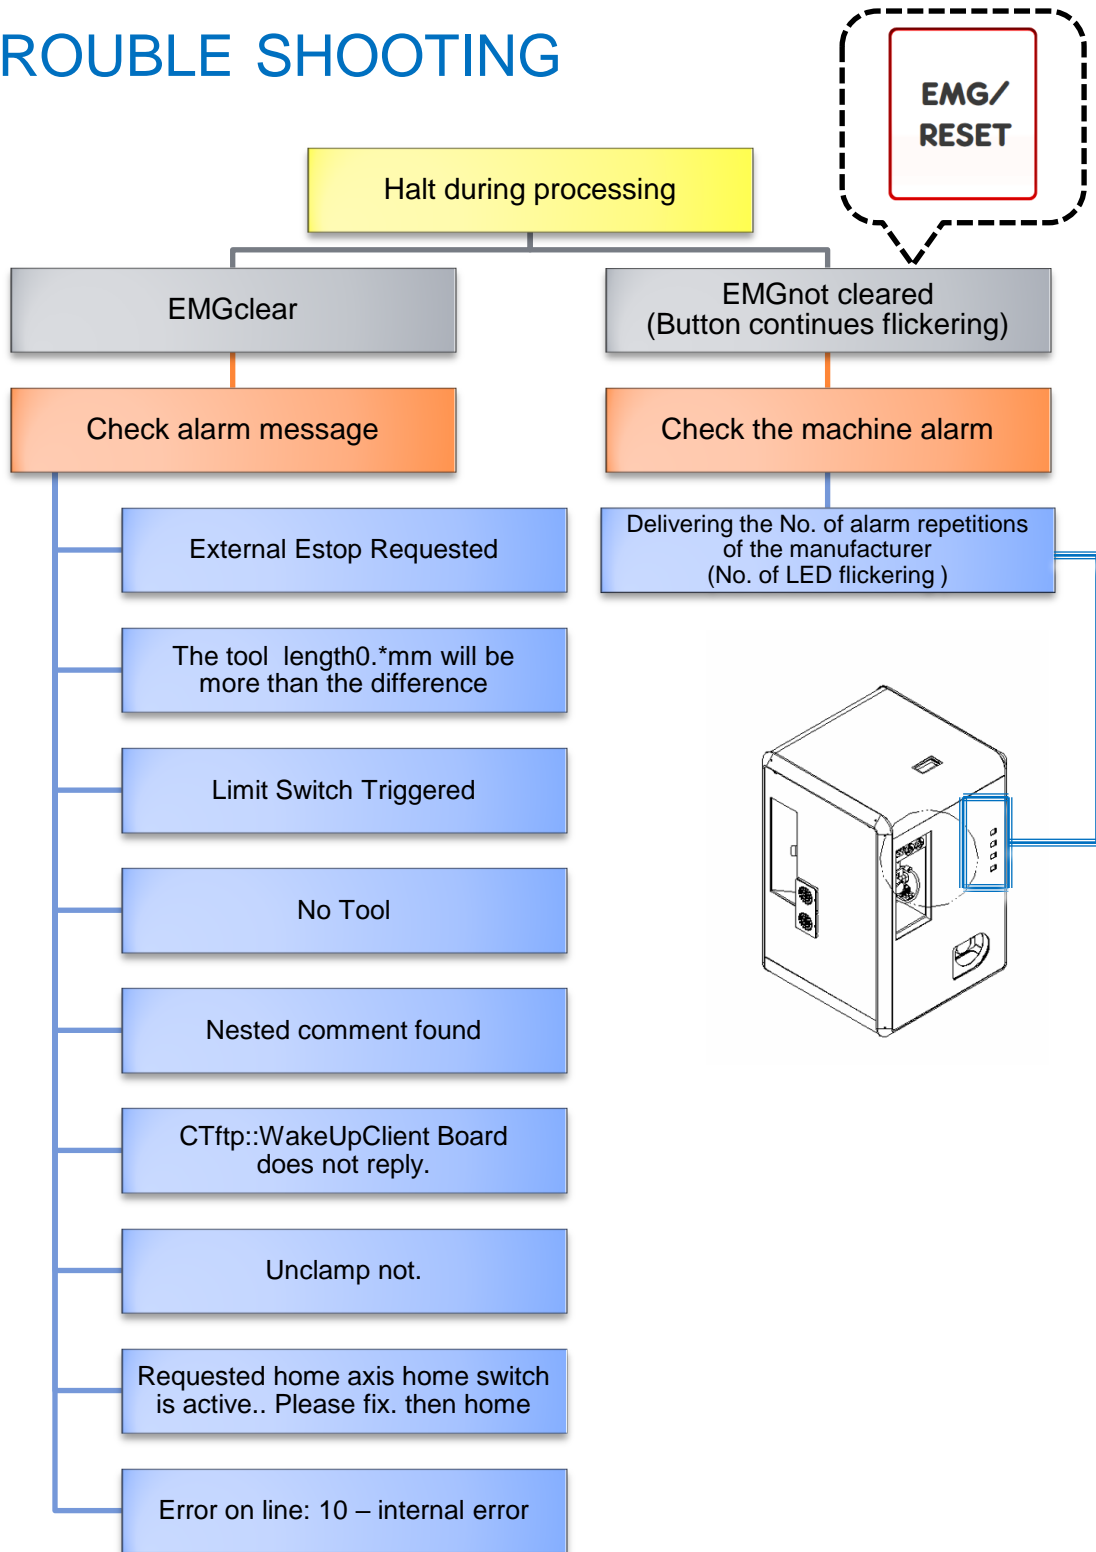 ROUBLE SHOOTING
EMG/
RESET
Halt during processing
EMGclear
EMGnot cleared
(Button continues flickering)
Check alarm message
Check the machine alarm
External Estop Requested
Delivering the No. of alarm repetitions
of the manufacturer
(No. of LED flickering )
The tool length0.*mm will be
more than the difference
Limit Switch Triggered
No Tool
Nested comment found
CTftp::WakeUpClient Board
does not reply.
Unclamp not.
Requested home axis home switch
is active.. Please fix. then home
Error on line: 10 – internal error